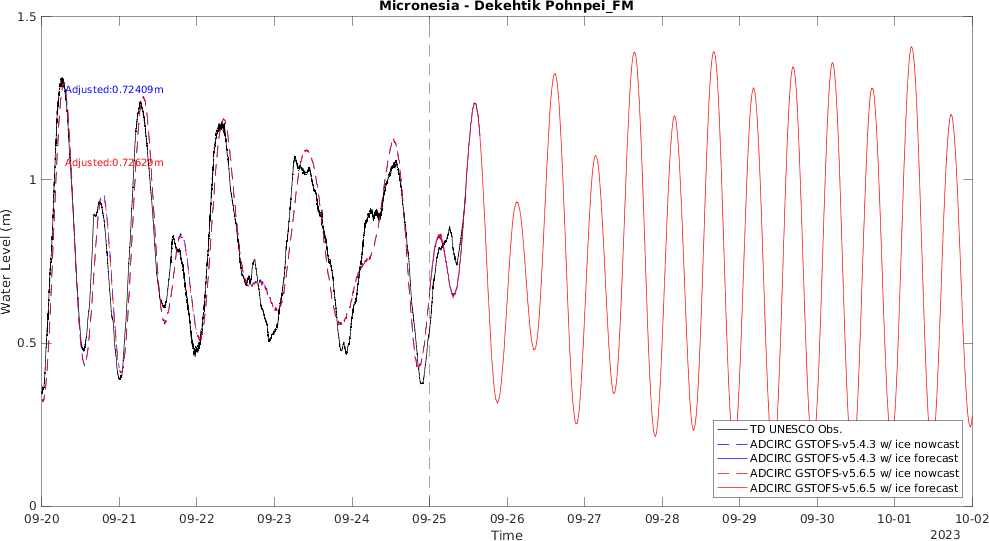 Micronesia - Dekehtik Pohnpei_FM
1.5
1
0.5
0
Water Level (m)
Adjusted:0.72409m
Adjusted:0.72629m
TD UNESCO Obs.
ADCIRC GSTOFS-v5.4.3 w/ ice nowcast
ADCIRC GSTOFS-v5.4.3 w/ ice forecast
ADCIRC GSTOFS-v5.6.5 w/ ice nowcast
ADCIRC GSTOFS-v5.6.5 w/ ice forecast
09-20 09-21 09-22 09-23 09-24 09-25 09-26 09-27 09-28 09-29 09-30 10-01 10-02
Time
2023